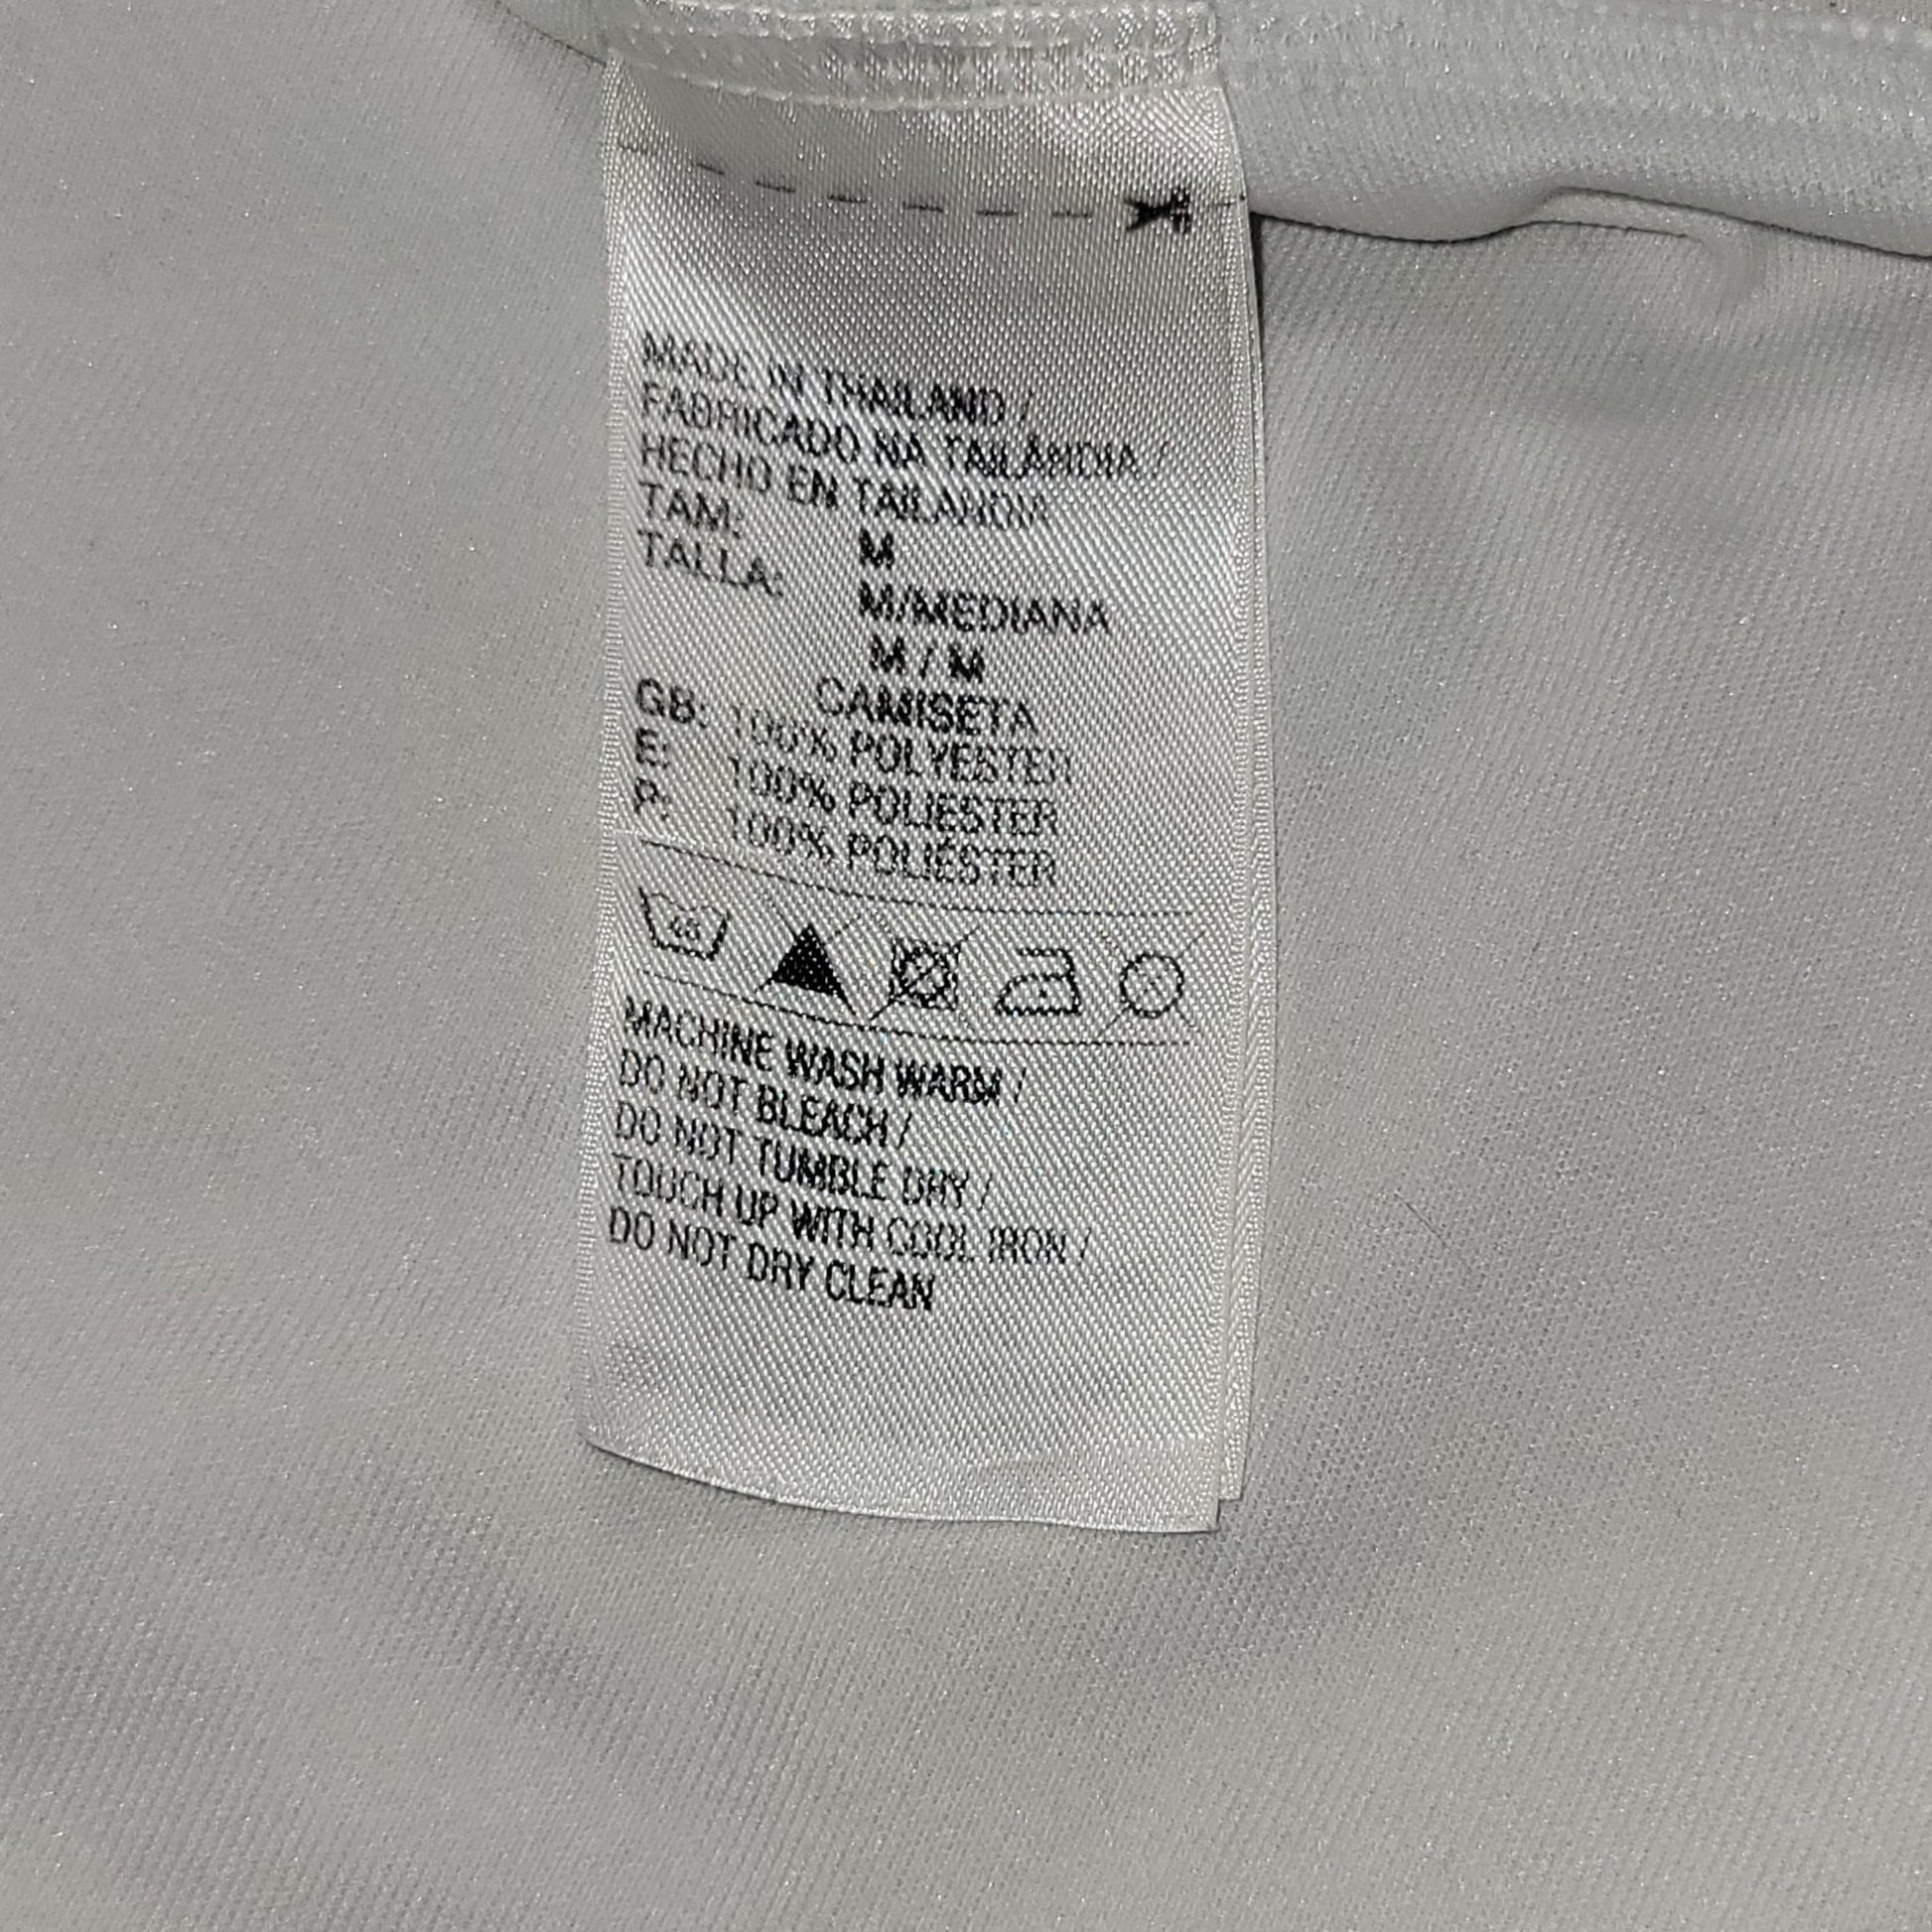 MADE IN THAILAND /
FABRICADO NA TAILÂNDIA /
HECHO EN TAILANDIA
TAM: M
TALLA: M/MEDIANA
M / M
CAMISETA
GB: 100% POLYESTER
E: 100% POLIESTER
P: 100% POLIÉSTER
MACHINE WASH WARM /
DO NOT BLEACH /
DO NOT TUMBLE DRY /
TOUCH UP WITH COOL IRON /
DO NOT DRY CLEAN